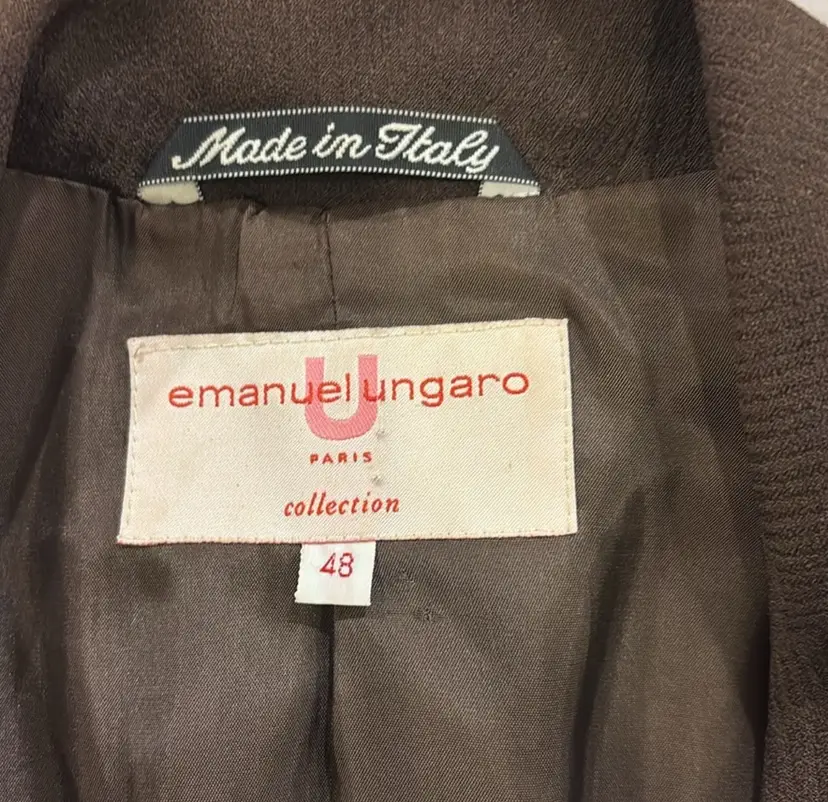 Made in Italy
emanuel ungaro
U
PARIS
collection
48